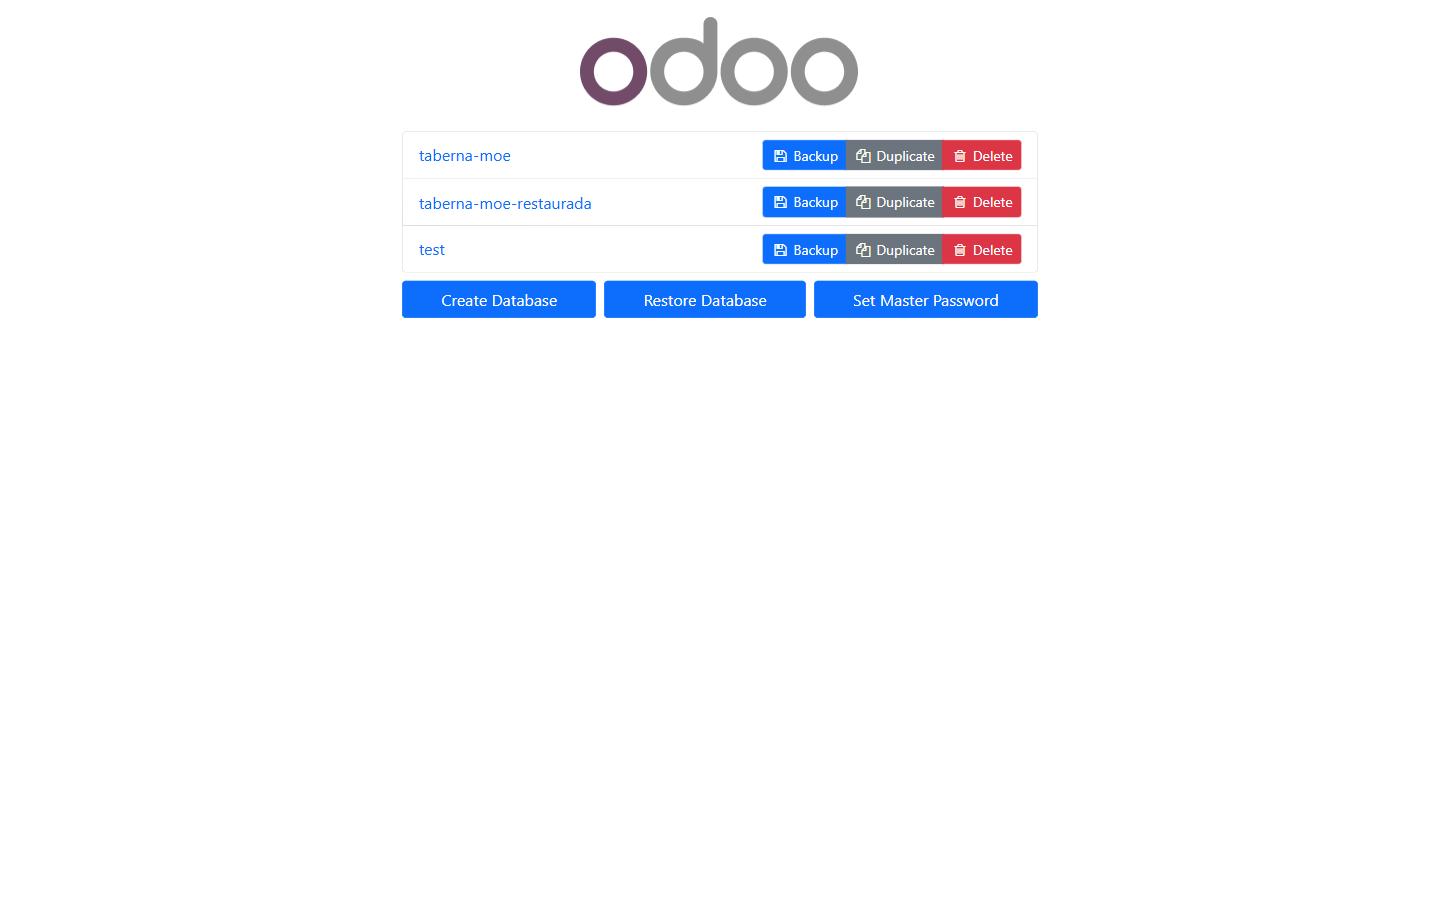 odoo
taberna-moe Backup Duplicate Delete
taberna-moe-restaurada Backup Duplicate Delete
test Backup Duplicate Delete
Create Database Restore Database Set Master Password